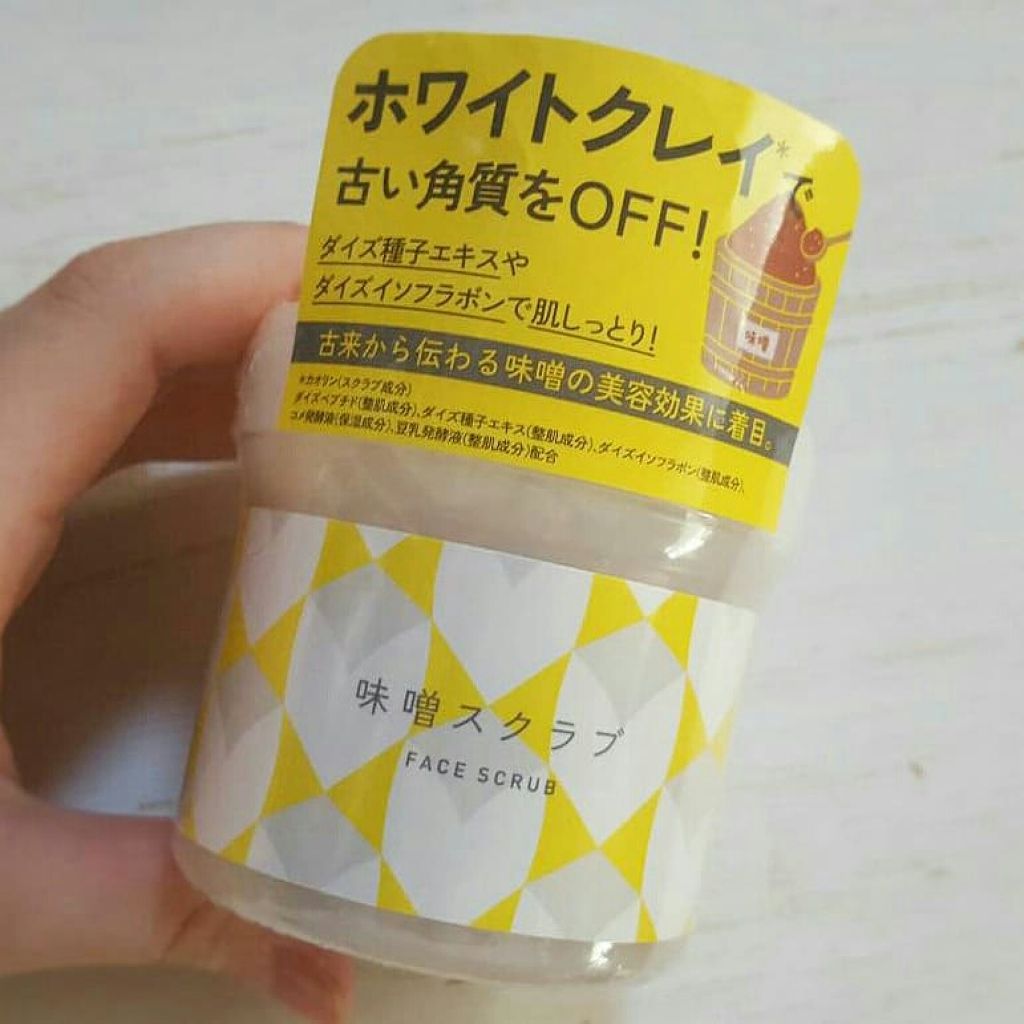 ホワイトクレイ*で
古い角質をOFF!
ダイズ種子エキスや
ダイズイソフラボンで肌しっとり!
味噌
古来から伝わる味噌の美容効果に着目。
*カオリン(スクラブ成分)
ダイズペプチド(整肌成分)、ダイズ種子エキス(整肌成分)、ダイズイソフラボン(整肌成分)、
コメ発酵液(保湿成分)、豆乳発酵液(整肌成分)配合
味噌スクラブ
FACE SCRUB